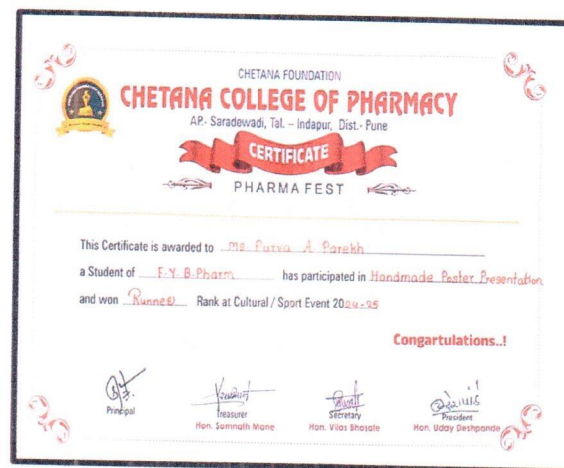 CHETANA FOUNDATION
CHETANA COLLEGE OF PHARMACY
AP.- Saradewadi, Tal. – Indapur, Dist.- Pune
CERTIFICATE
PHARMA FEST
This Certificate is awarded to Ms. Purva A Parekh
a Student of F.Y. B.Pharm has participated in Handmade Poster Presentation
and won Runner Rank at Cultural / Sport Event 2024-25
Congartulations..!
Principal
Treasurer
Hon. Somnath Mane
Secretary
Hon. Vilas Bhosale
President
Hon. Uday Deshpande